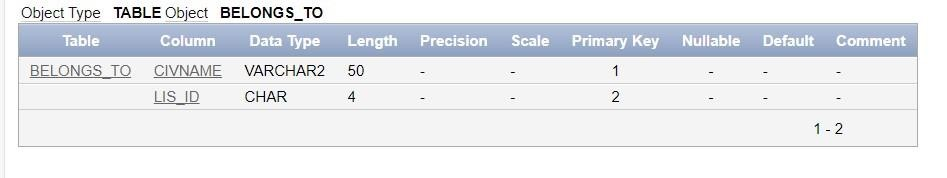 Object Type TABLE Object BELONGS_TO
Table Column Data Type Length Precision Scale Primary Key Nullable Default Comment
BELONGS_TO CIVNAME VARCHAR2 50 - - 1 - - -
LIS_ID CHAR 4 - - 2 - - -
1 - 2